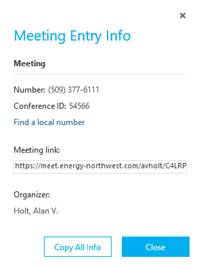 Meeting Entry Info
Meeting
Number: (509) 377-6111
Conference ID: 54566
Find a local number
Meeting link:
https://meet.energy-northwest.com/avholt/C4LRP
Organizer:
Holt, Alan V.
Copy All Info
Close